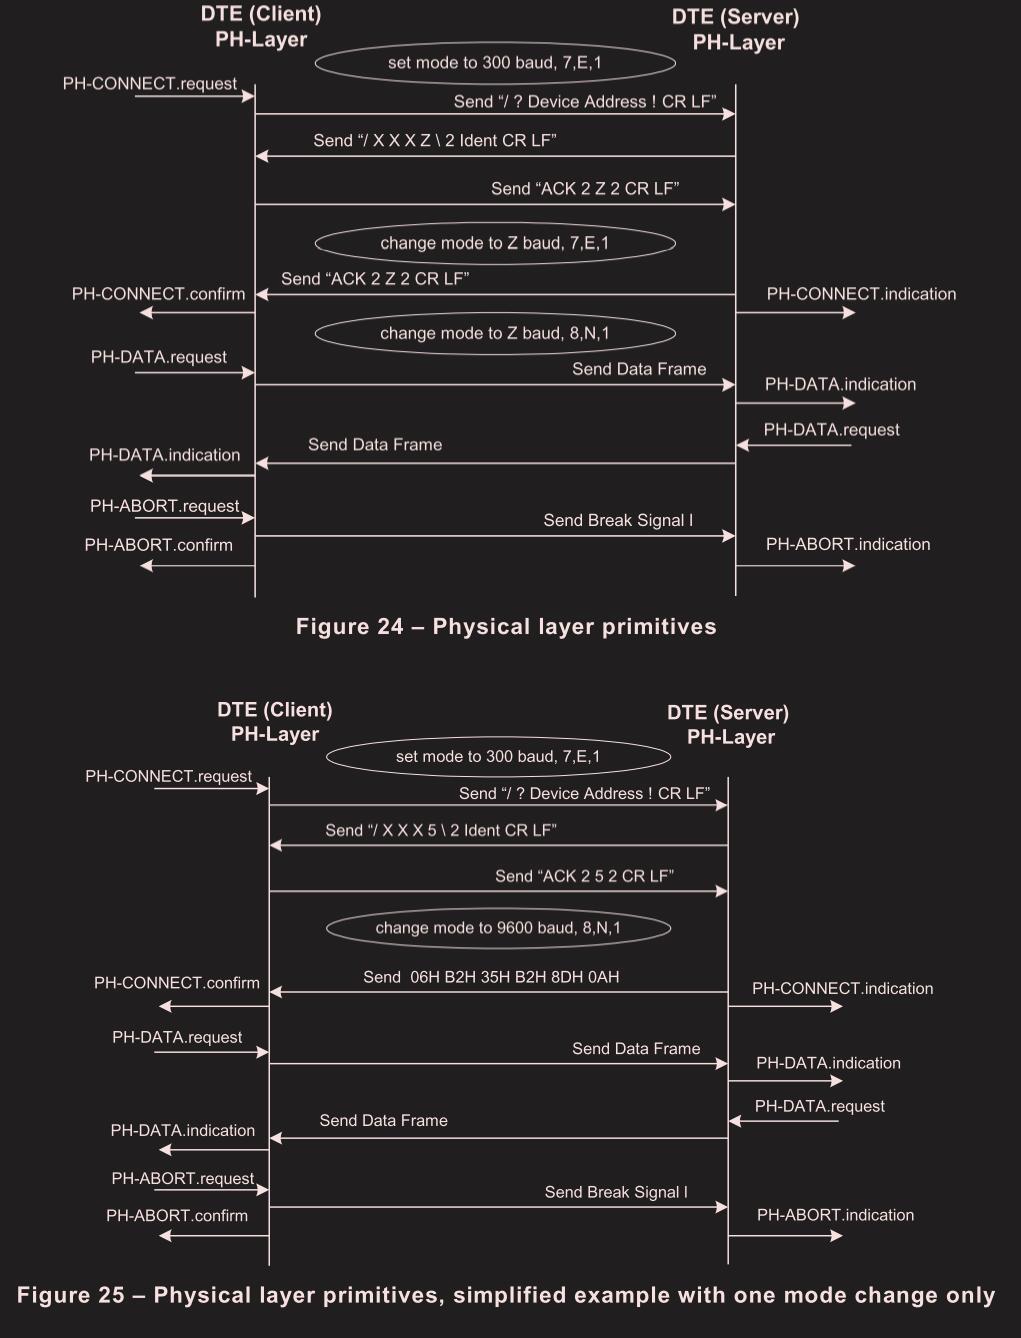 DTE (Client)
PH-Layer
DTE (Server)
PH-Layer
set mode to 300 baud, 7,E,1
PH-CONNECT.request
Send “/ ? Device Address ! CR LF”
Send “/ X X X Z \ 2 Ident CR LF”
Send “ACK 2 Z 2 CR LF”
change mode to Z baud, 7,E,1
Send “ACK 2 Z 2 CR LF”
PH-CONNECT.confirm
PH-CONNECT.indication
change mode to Z baud, 8,N,1
PH-DATA.request
Send Data Frame
PH-DATA.indication
PH-DATA.request
Send Data Frame
PH-DATA.indication
PH-ABORT.request
Send Break Signal l
PH-ABORT.confirm
PH-ABORT.indication
Figure 24 – Physical layer primitives
DTE (Client)
PH-Layer
DTE (Server)
PH-Layer
set mode to 300 baud, 7,E,1
PH-CONNECT.request
Send “/ ? Device Address ! CR LF”
Send “/ X X X 5 \ 2 Ident CR LF”
Send “ACK 2 5 2 CR LF”
change mode to 9600 baud, 8,N,1
Send 06H B2H 35H B2H 8DH 0AH
PH-CONNECT.confirm
PH-CONNECT.indication
PH-DATA.request
Send Data Frame
PH-DATA.indication
PH-DATA.request
Send Data Frame
PH-DATA.indication
PH-ABORT.request
Send Break Signal l
PH-ABORT.confirm
PH-ABORT.indication
Figure 25 – Physical layer primitives, simplified example with one mode change only